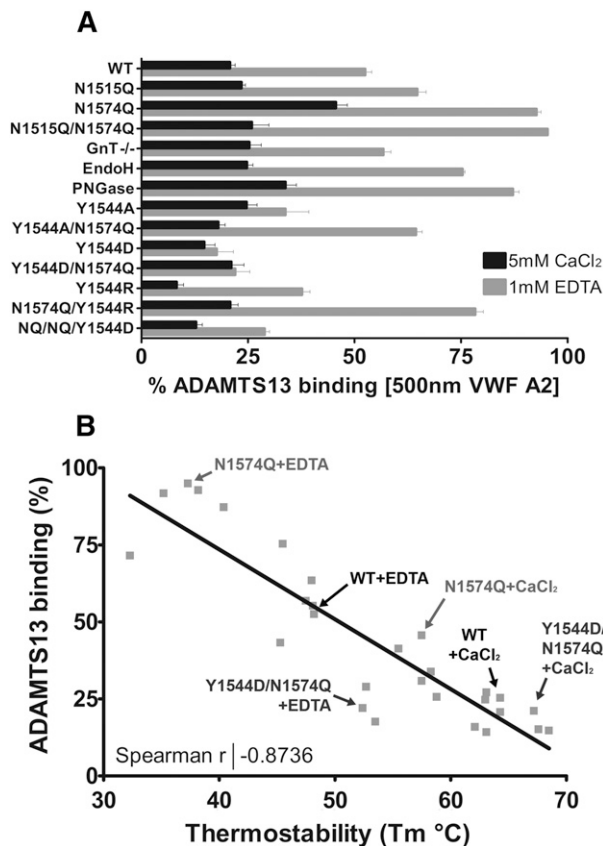 A
WT
N1515Q
N1574Q
N1515Q/N1574Q
GnT -/-
EndoH
PNGase
Y1544A
Y1544A/N1574Q
Y1544D
Y1544D/N1574Q
Y1544R
N1574Q/Y1544R
NQ/NQ/Y1544D
5mM CaCl₂
1mM EDTA
0 25 50 75 100
% ADAMTS13 binding [500nm VWF A2]
B
ADAMTS13 binding (%)
100
75
50
25
0
N1574Q+EDTA
WT+EDTA
N1574Q+CaCl₂
WT
+CaCl₂
Y1544D/
N1574Q
+CaCl₂
Y1544D/N1574Q
+EDTA
Spearman r | -0.8736
30 40 50 60 70
Thermostability (Tm °C)